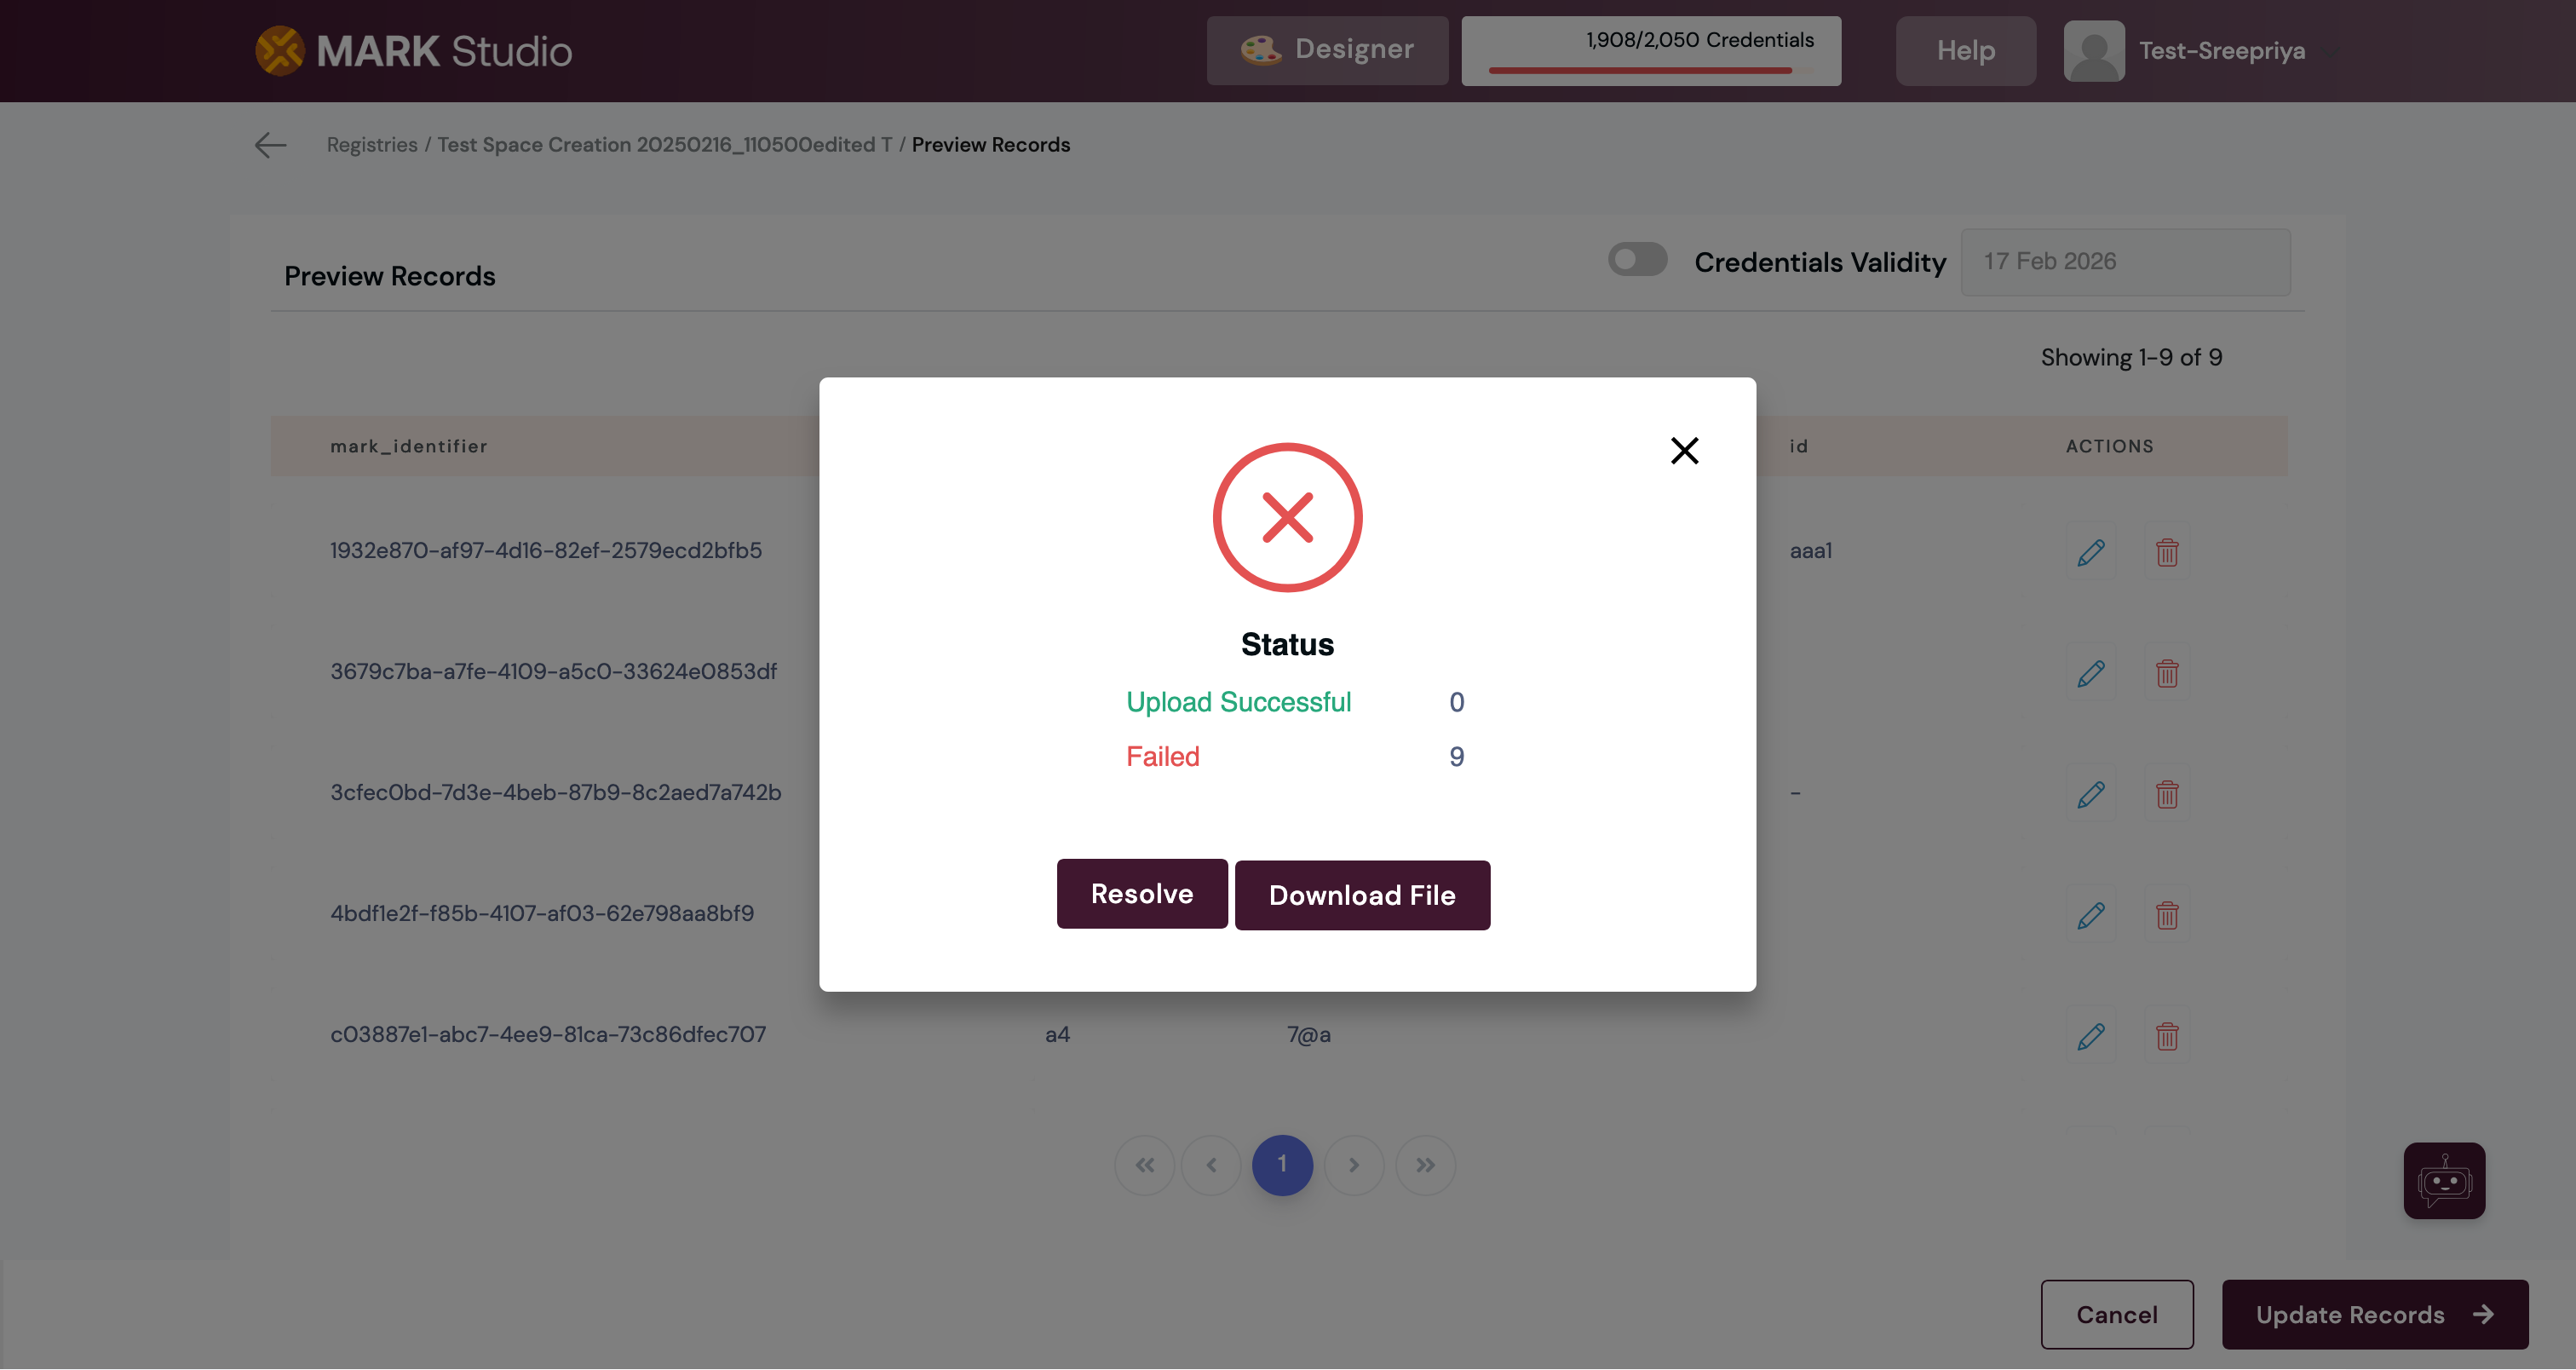 MARK Studio
Designer
1,908/2,050 Credentials
Help
Test-Sreepriya
Registries / Test Space Creation 20250216_110500edited T / Preview Records
Preview Records
Credentials Validity
17 Feb 2026
Showing 1-9 of 9
mark_identifier
id
ACTIONS
1932e870-af97-4d16-82ef-2579ecd2bfb5
aaa1
3679c7ba-a7fe-4109-a5c0-33624e0853df
3cfec0bd-7d3e-4beb-87b9-8c2aed7a742b
-
4bdf1e2f-f85b-4107-af03-62e798aa8bf9
c03887e1-abc7-4ee9-81ca-73c86dfec707
a4
7@a
Status
Upload Successful 0
Failed 9
Resolve
Download File
« ‹ 1 › »
Cancel
Update Records →